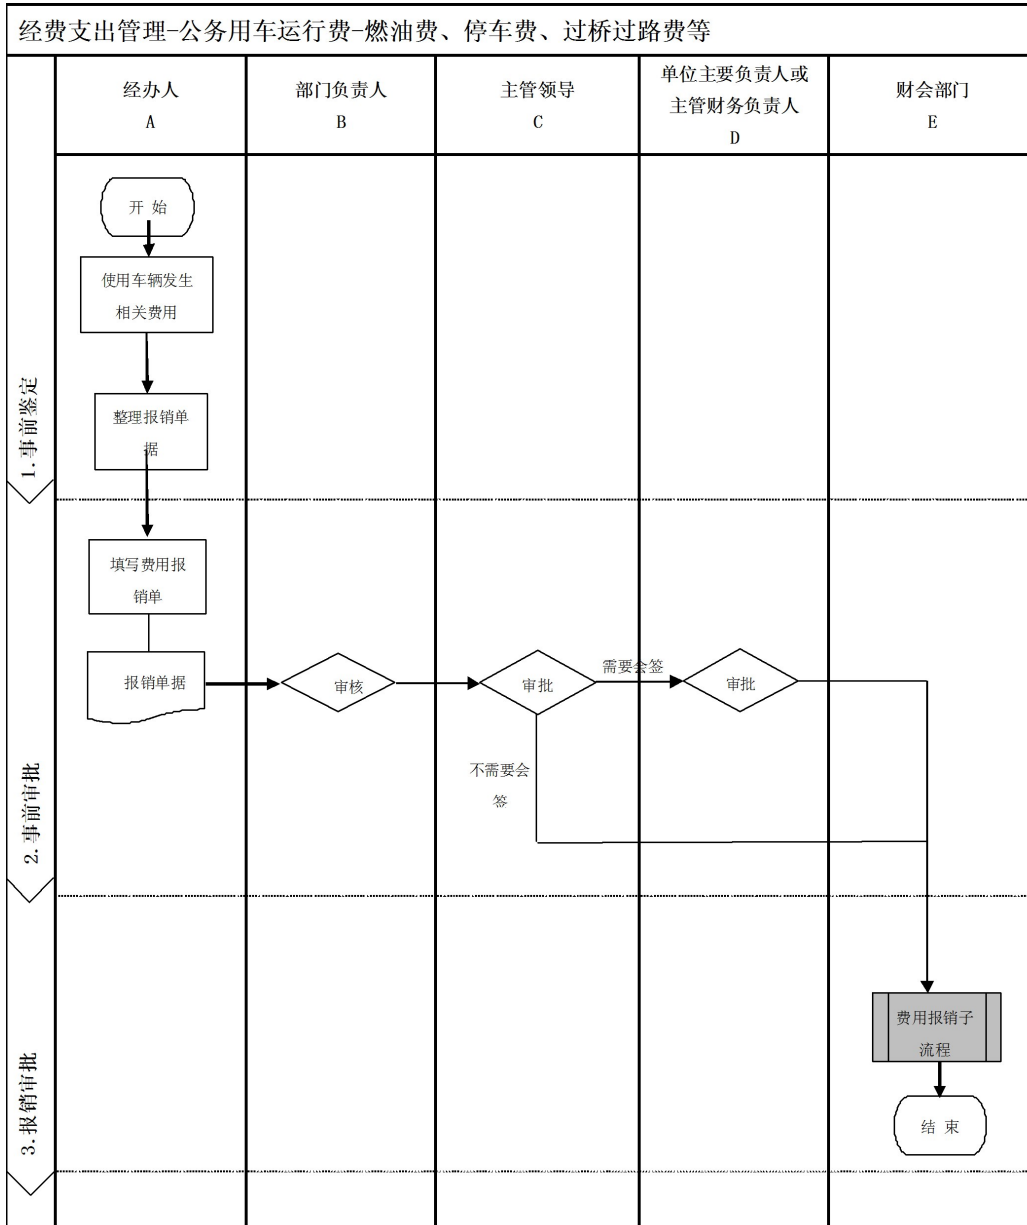 经费支出管理-公务用车运行费-燃油费、停车费、过桥过路费等
经办人
A
部门负责人
B
主管领导
C
单位主要负责人或
主管财务负责人
D
财会部门
E
1.事前鉴定
开 始
使用车辆发生
相关费用
整理报销单
据
2.事前审批
填写费用报
销单
报销单据
审核
审批
需要会签
审批
不需要会
签
3.报销审批
费用报销子
流程
结 束